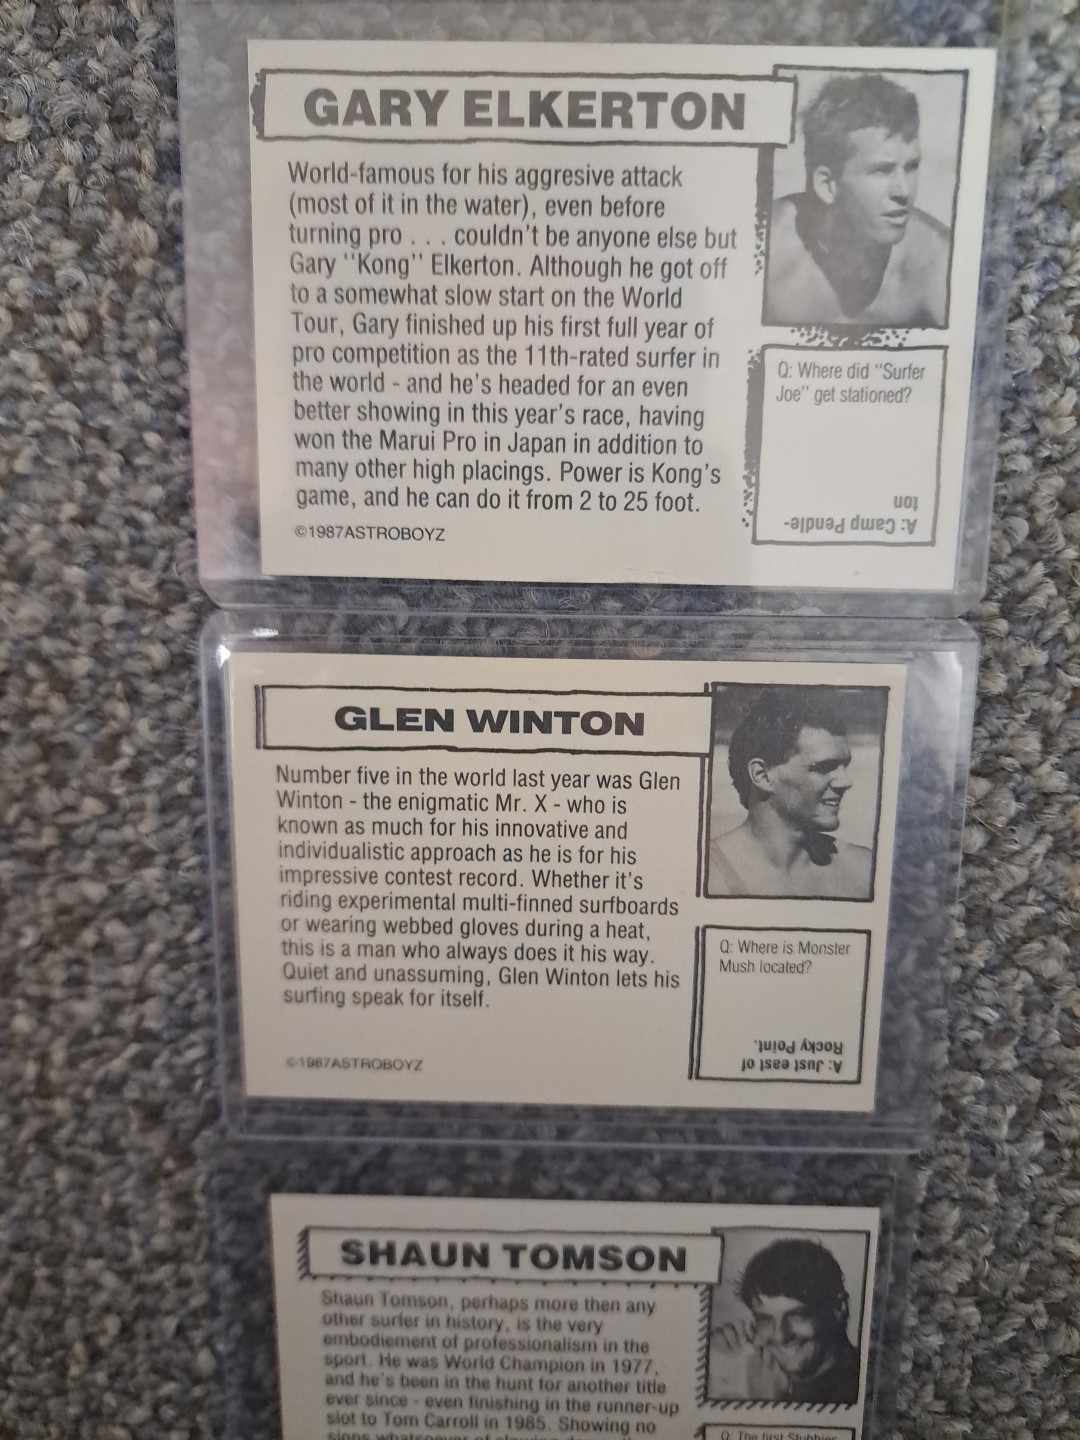 GARY ELKERTON
World-famous for his aggresive attack
(most of it in the water), even before
turning pro . . . couldn't be anyone else but
Gary "Kong" Elkerton. Although he got off
to a somewhat slow start on the World
Tour, Gary finished up his first full year of
pro competition as the 11th-rated surfer in
the world - and he's headed for an even
better showing in this year's race, having
won the Marui Pro in Japan in addition to
many other high placings. Power is Kong's
game, and he can do it from 2 to 25 foot.
©1987ASTROBOYZ
Q: Where did "Surfer
Joe" get stationed?
A: Camp Pendle-
ton
GLEN WINTON
Number five in the world last year was Glen
Winton - the enigmatic Mr. X - who is
known as much for his innovative and
individualistic approach as he is for his
impressive contest record. Whether it's
riding experimental multi-finned surfboards
or wearing webbed gloves during a heat,
this is a man who always does it his way.
Quiet and unassuming, Glen Winton lets his
surfing speak for itself.
©1987ASTROBOYZ
Q: Where is Monster
Mush located?
A: Just east of
Rocky Point.
SHAUN TOMSON
Shaun Tomson, perhaps more then any
other surfer in history, is the very
embodiement of professionalism in the
sport. He was World Champion in 1977,
and he's been in the hunt for another title
ever since - even finishing in the runner-up
slot to Tom Carroll in 1985. Showing no
signs whatsoever of slowing
Q: The first Stubbies